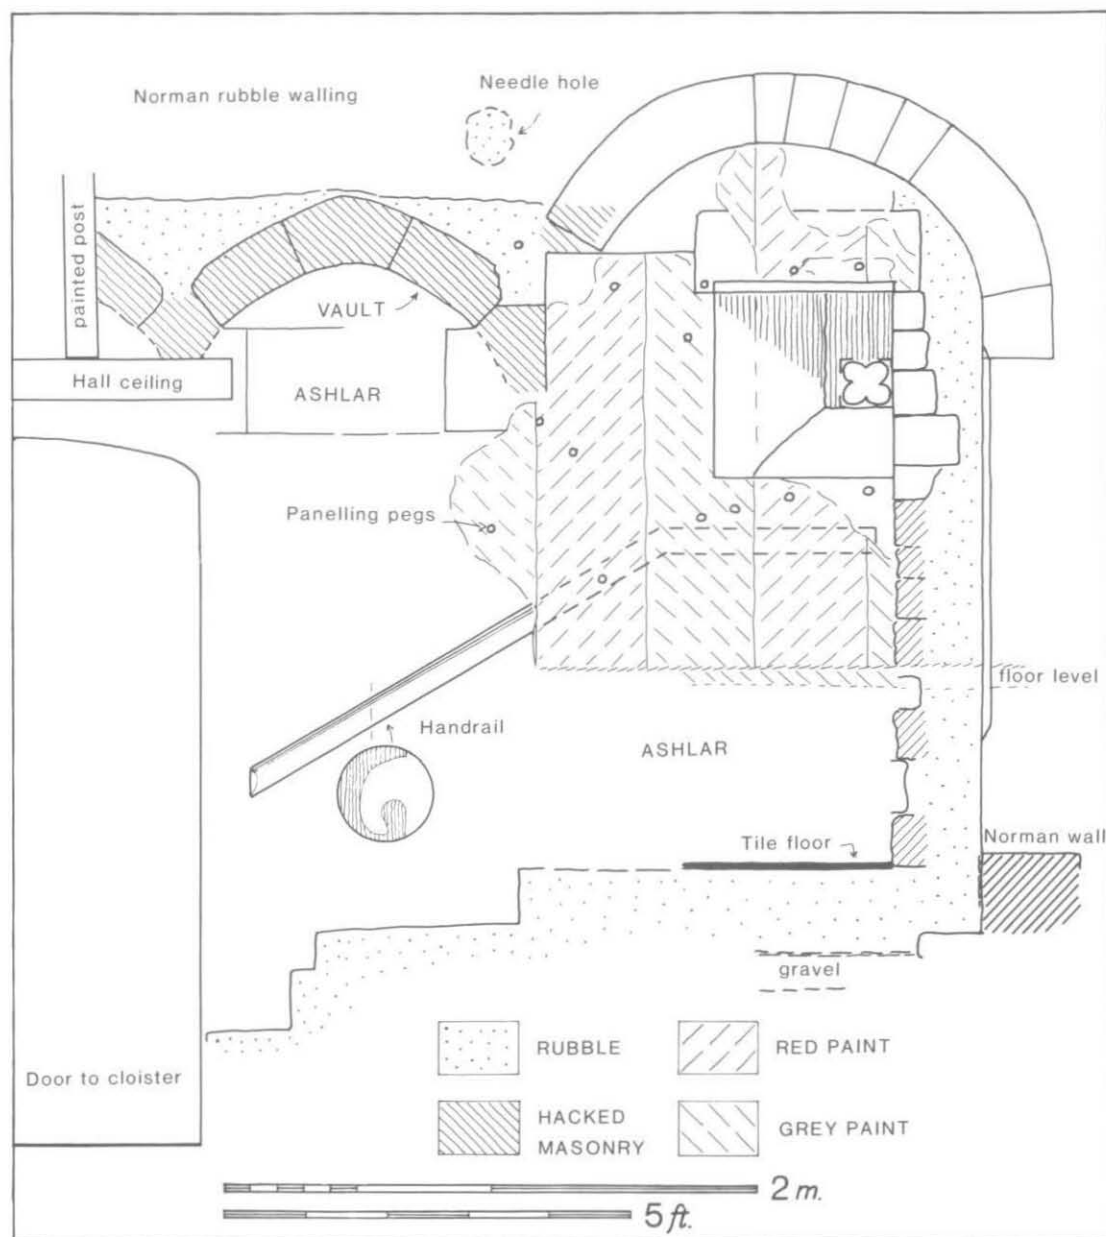 Needle hole
Norman rubble walling
painted post
VAULT
Hall ceiling
ASHLAR
Panelling pegs
floor level
Handrail
ASHLAR
Tile floor
Norman wall
gravel
RUBBLE
RED PAINT
Door to cloister
HACKED
MASONRY
GREY PAINT
2 m.
5 ft.